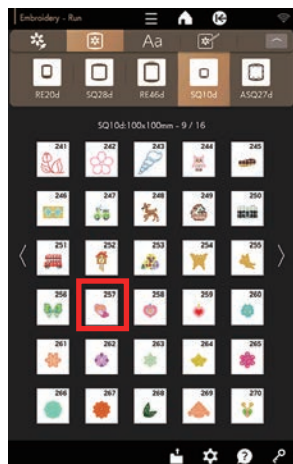 Embroidery - Run
Aa
RE20d SQ28d RE46d SQ10d ASQ27d
SQ10d:100x100mm - 9 / 16
241 242 243 244 245
246 247 248 249 250
251 252 253 254 255
256 257 258 259 260
261 262 263 264 265
266 267 268 269 270
?